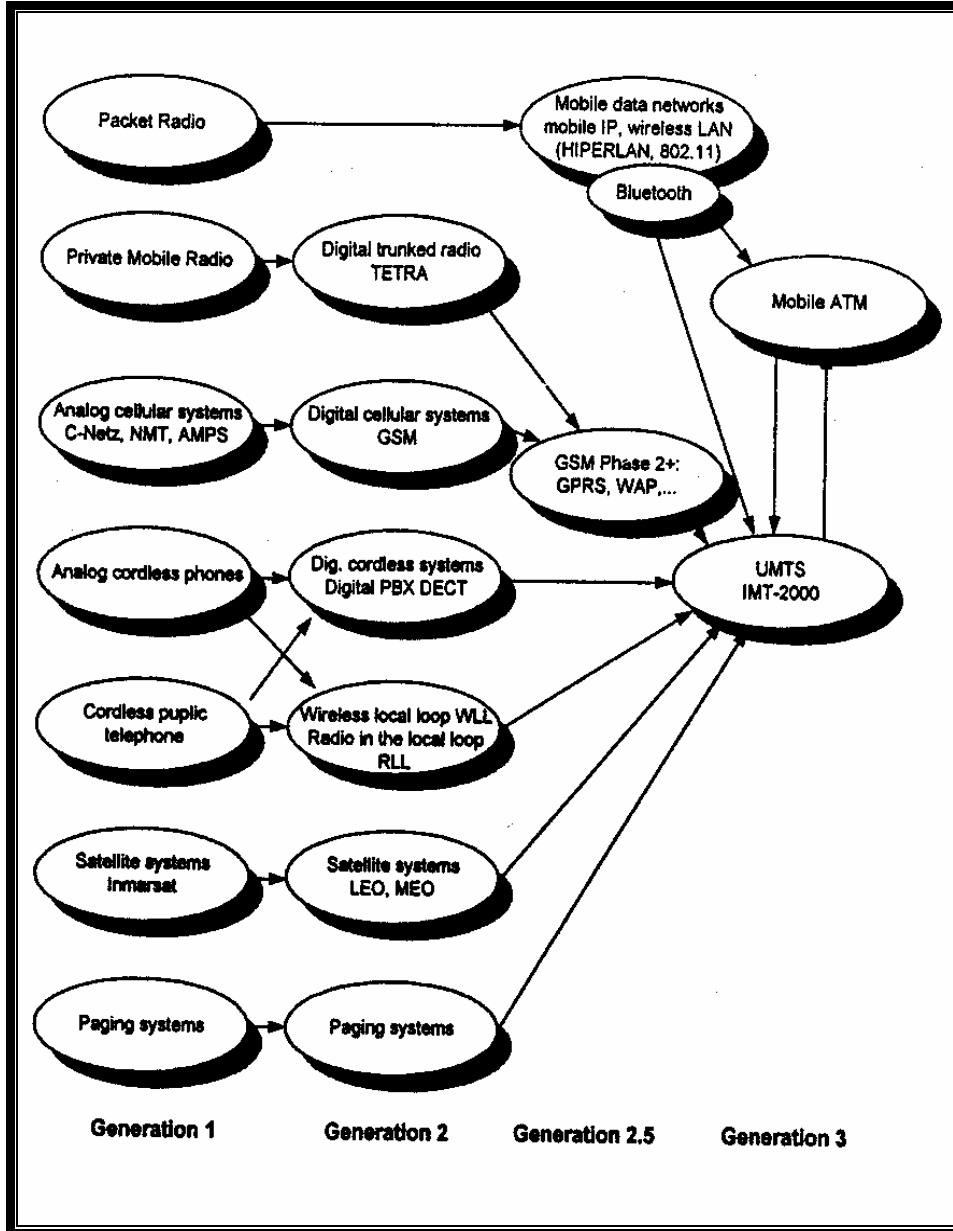 Packet Radio
Mobile data networks
mobile IP, wireless LAN
(HIPERLAN, 802.11)
Bluetooth
Private Mobile Radio
Digital trunked radio
TETRA
Mobile ATM
Analog cellular systems
C-Netz, NMT, AMPS
Digital cellular systems
GSM
GSM Phase 2+:
GPRS, WAP,...
Analog cordless phones
Dig. cordless systems
Digital PBX DECT
UMTS
IMT-2000
Cordless puplic
telephone
Wireless local loop WLL
Radio in the local loop
RLL
Satellite systems
Inmarsat
Satellite systems
LEO, MEO
Paging systems
Paging systems
Generation 1
Generation 2
Generation 2.5
Generation 3